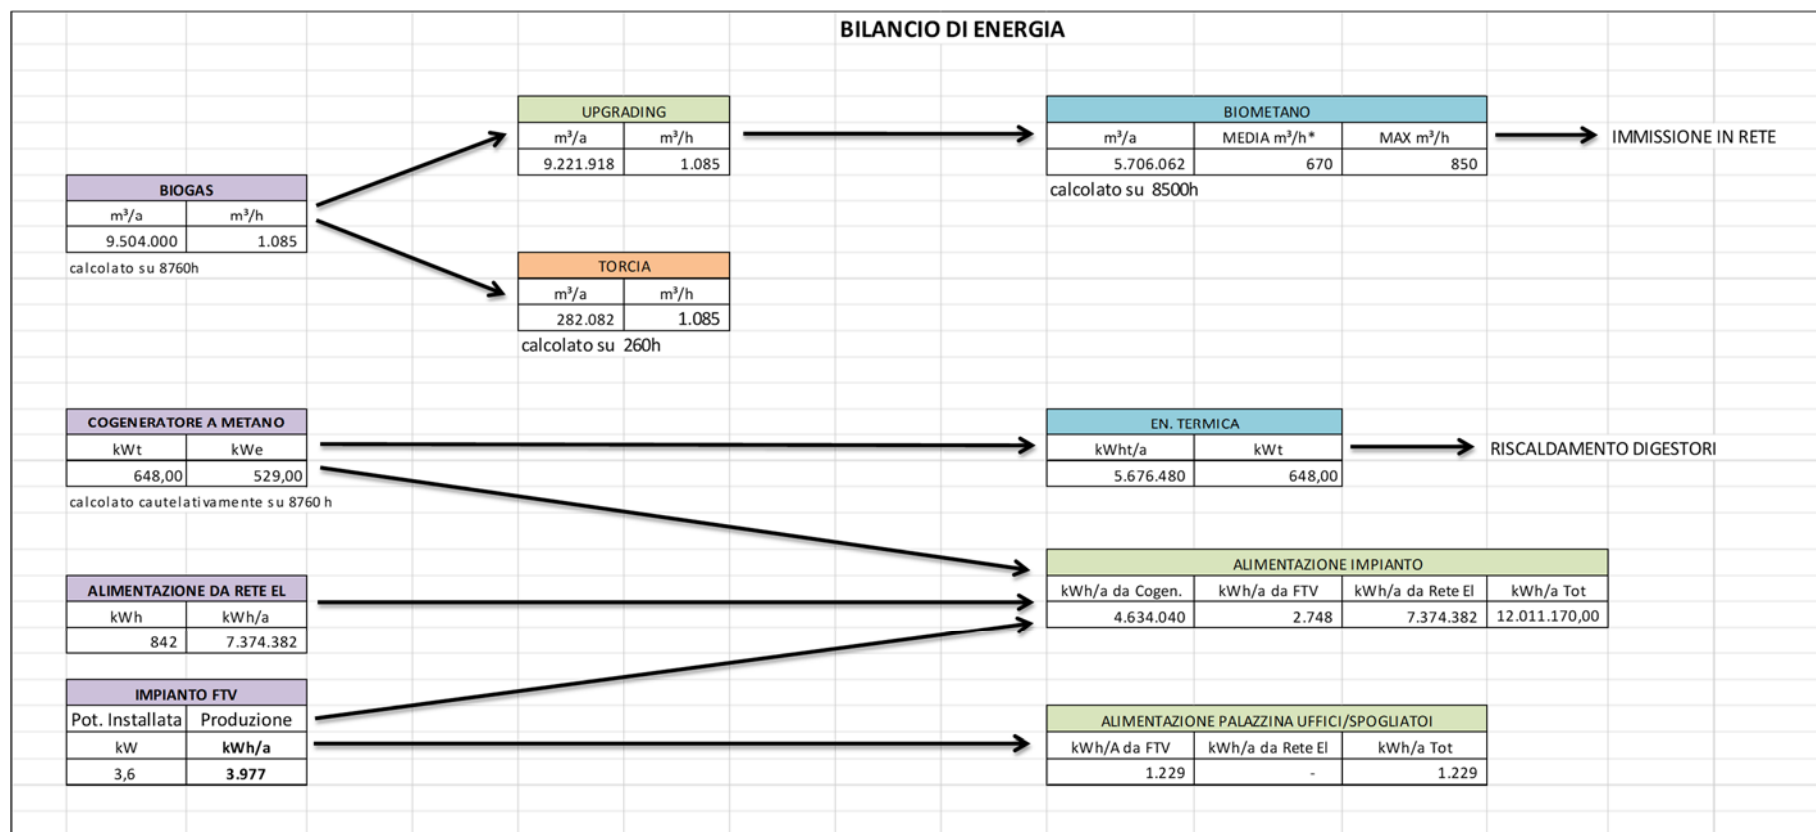 BILANCIO DI ENERGIA
UPGRADING
m³/a m³/h
9.221.918 1.085
BIOMETANO
m³/a MEDIA m³/h* MAX m³/h
5.706.062 670 850
calcolato su 8500h
IMMISSIONE IN RETE
BIOGAS
m³/a m³/h
9.504.000 1.085
calcolato su 8760h
TORCIA
m³/a m³/h
282.082 1.085
calcolato su 260h
COGENERATORE A METANO
kWt kWe
648,00 529,00
calcolato cautelativamente su 8760 h
EN. TERMICA
kWht/a kWt
5.676.480 648,00
RISCALDAMENTO DIGESTORI
ALIMENTAZIONE IMPIANTO
kWh/a da Cogen. kWh/a da FTV kWh/a da Rete El kWh/a Tot
4.634.040 2.748 7.374.382 12.011.170,00
ALIMENTAZIONE DA RETE EL
kWh kWh/a
842 7.374.382
IMPIANTO FTV
Pot. Installata Produzione
kW kWh/a
3,6 3.977
ALIMENTAZIONE PALAZZINA UFFICI/SPOGLIATOI
kWh/A da FTV kWh/a da Rete El kWh/a Tot
1.229 - 1.229